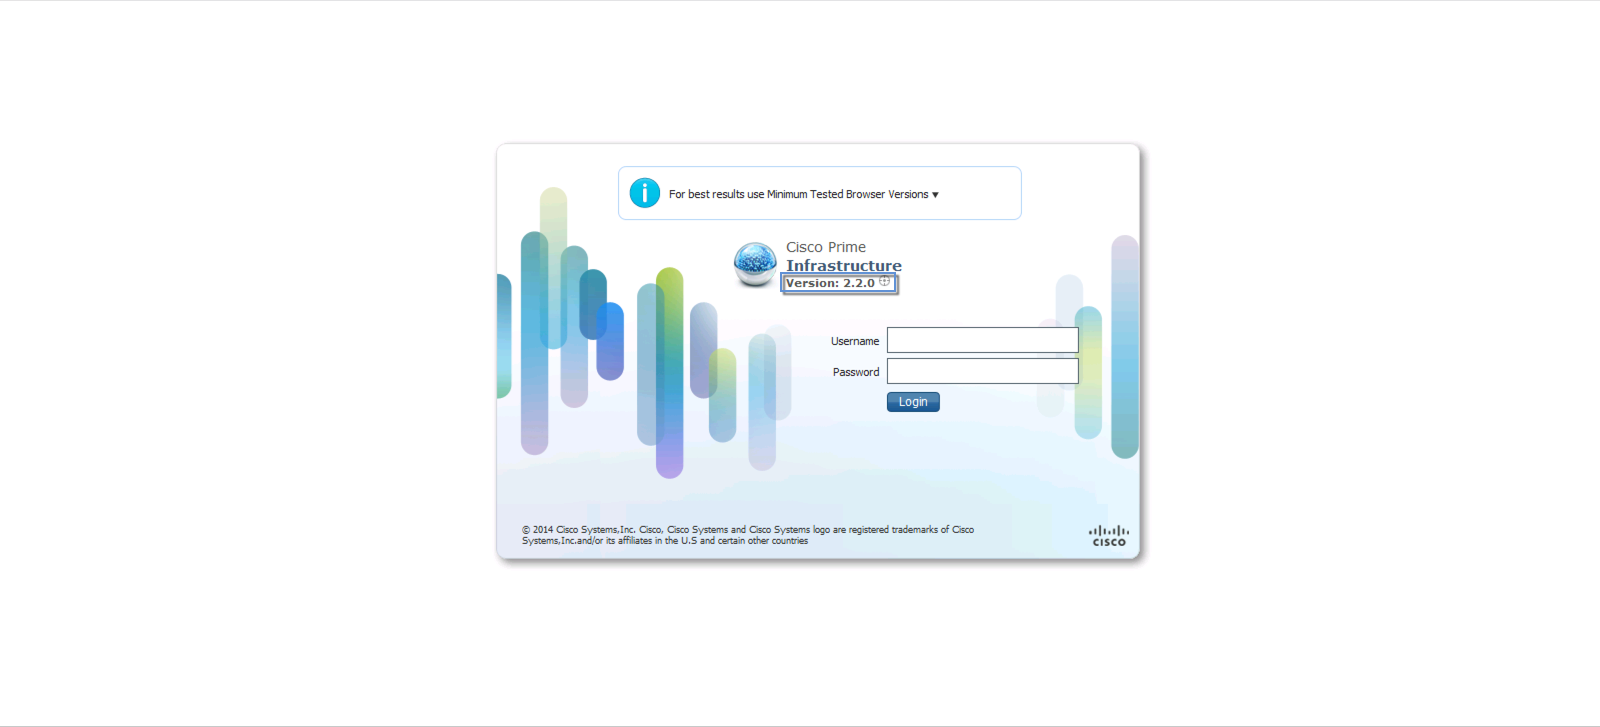 For best results use Minimum Tested Browser Versions ▼
Cisco Prime
Infrastructure
Version: 2.2.0
Username
Password
Login
© 2014 Cisco Systems,Inc. Cisco, Cisco Systems and Cisco Systems logo are registered trademarks of Cisco
Systems,Inc.and/or its affiliates in the U.S and certain other countries
CISCO